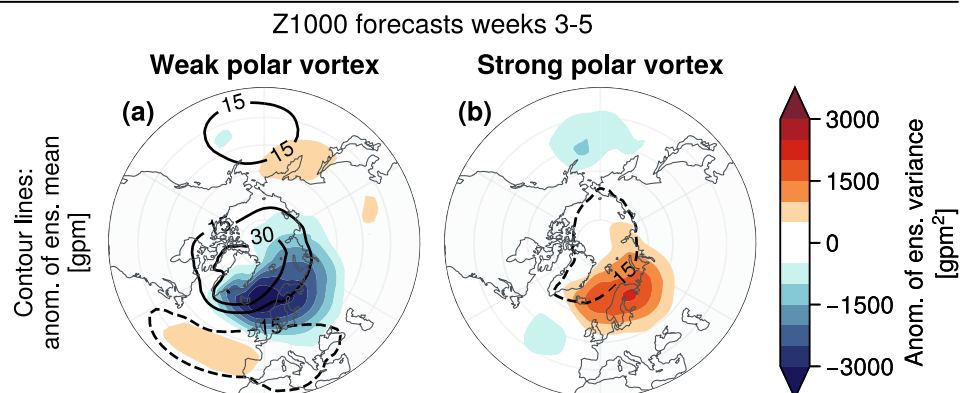 Z1000 forecasts weeks 3-5
Weak polar vortex
Strong polar vortex
(a)
(b)
Contour lines:
anom. of ens. mean
[gpm]
15
15
15
30
15
15
3000
1500
0
-1500
-3000
Anom. of ens. variance
[gpm²]